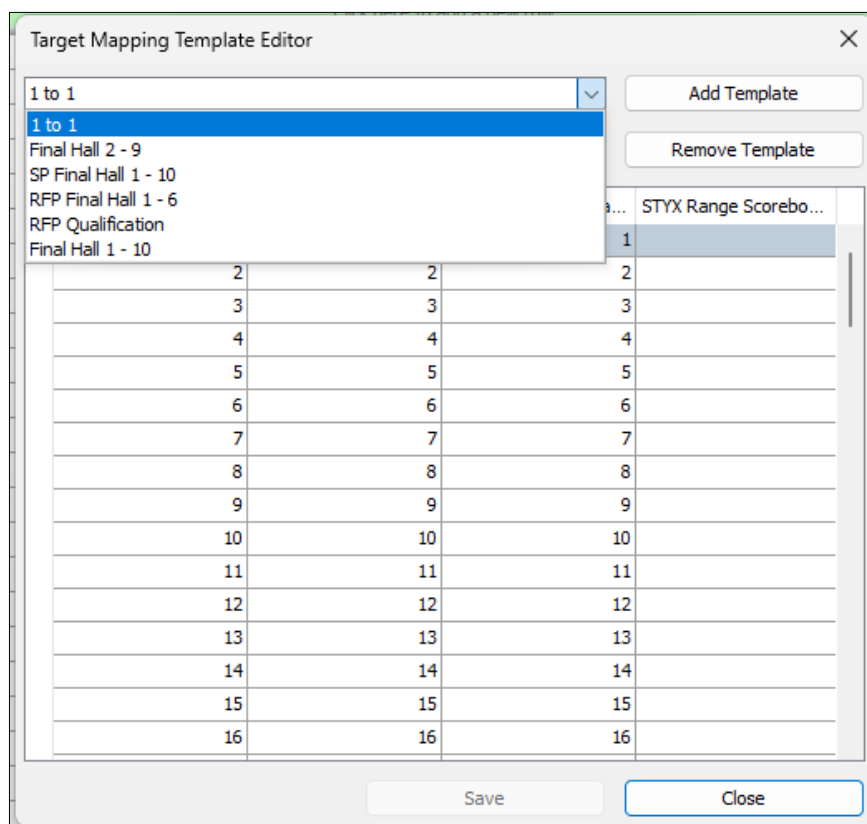 Target Mapping Template Editor
1 to 1
Add Template
1 to 1
Final Hall 2 - 9
SP Final Hall 1 - 10
RFP Final Hall 1 - 6
RFP Qualification
Final Hall 1 - 10
Remove Template
a... STYX Range Scorebo...
1
2 2 2
3 3 3
4 4 4
5 5 5
6 6 6
7 7 7
8 8 8
9 9 9
10 10 10
11 11 11
12 12 12
13 13 13
14 14 14
15 15 15
16 16 16
Save
Close